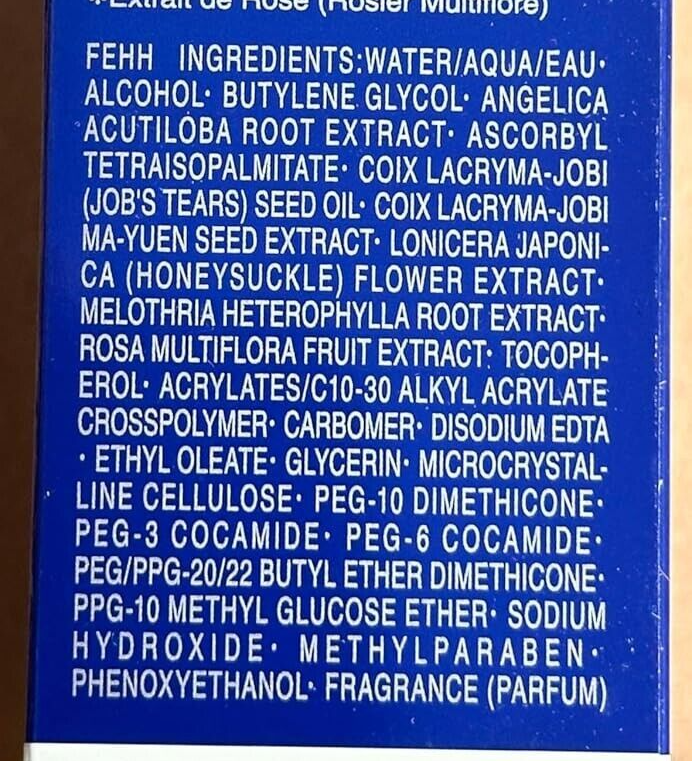 *Extrait de Rose (Rosier Multiflore)
FEHH INGREDIENTS:WATER/AQUA/EAU·
ALCOHOL· BUTYLENE GLYCOL· ANGELICA
ACUTILOBA ROOT EXTRACT· ASCORBYL
TETRAISOPALMITATE· COIX LACRYMA-JOBI
(JOB'S TEARS) SEED OIL· COIX LACRYMA-JOBI
MA-YUEN SEED EXTRACT· LONICERA JAPONI-
CA (HONEYSUCKLE) FLOWER EXTRACT·
MELOTHRIA HETEROPHYLLA ROOT EXTRACT·
ROSA MULTIFLORA FRUIT EXTRACT· TOCOPH-
EROL· ACRYLATES/C10-30 ALKYL ACRYLATE
CROSSPOLYMER· CARBOMER· DISODIUM EDTA
· ETHYL OLEATE· GLYCERIN· MICROCRYSTAL-
LINE CELLULOSE· PEG-10 DIMETHICONE·
PEG-3 COCAMIDE· PEG-6 COCAMIDE·
PEG/PPG-20/22 BUTYL ETHER DIMETHICONE·
PPG-10 METHYL GLUCOSE ETHER· SODIUM
HYDROXIDE· METHYLPARABEN·
PHENOXYETHANOL· FRAGRANCE (PARFUM)